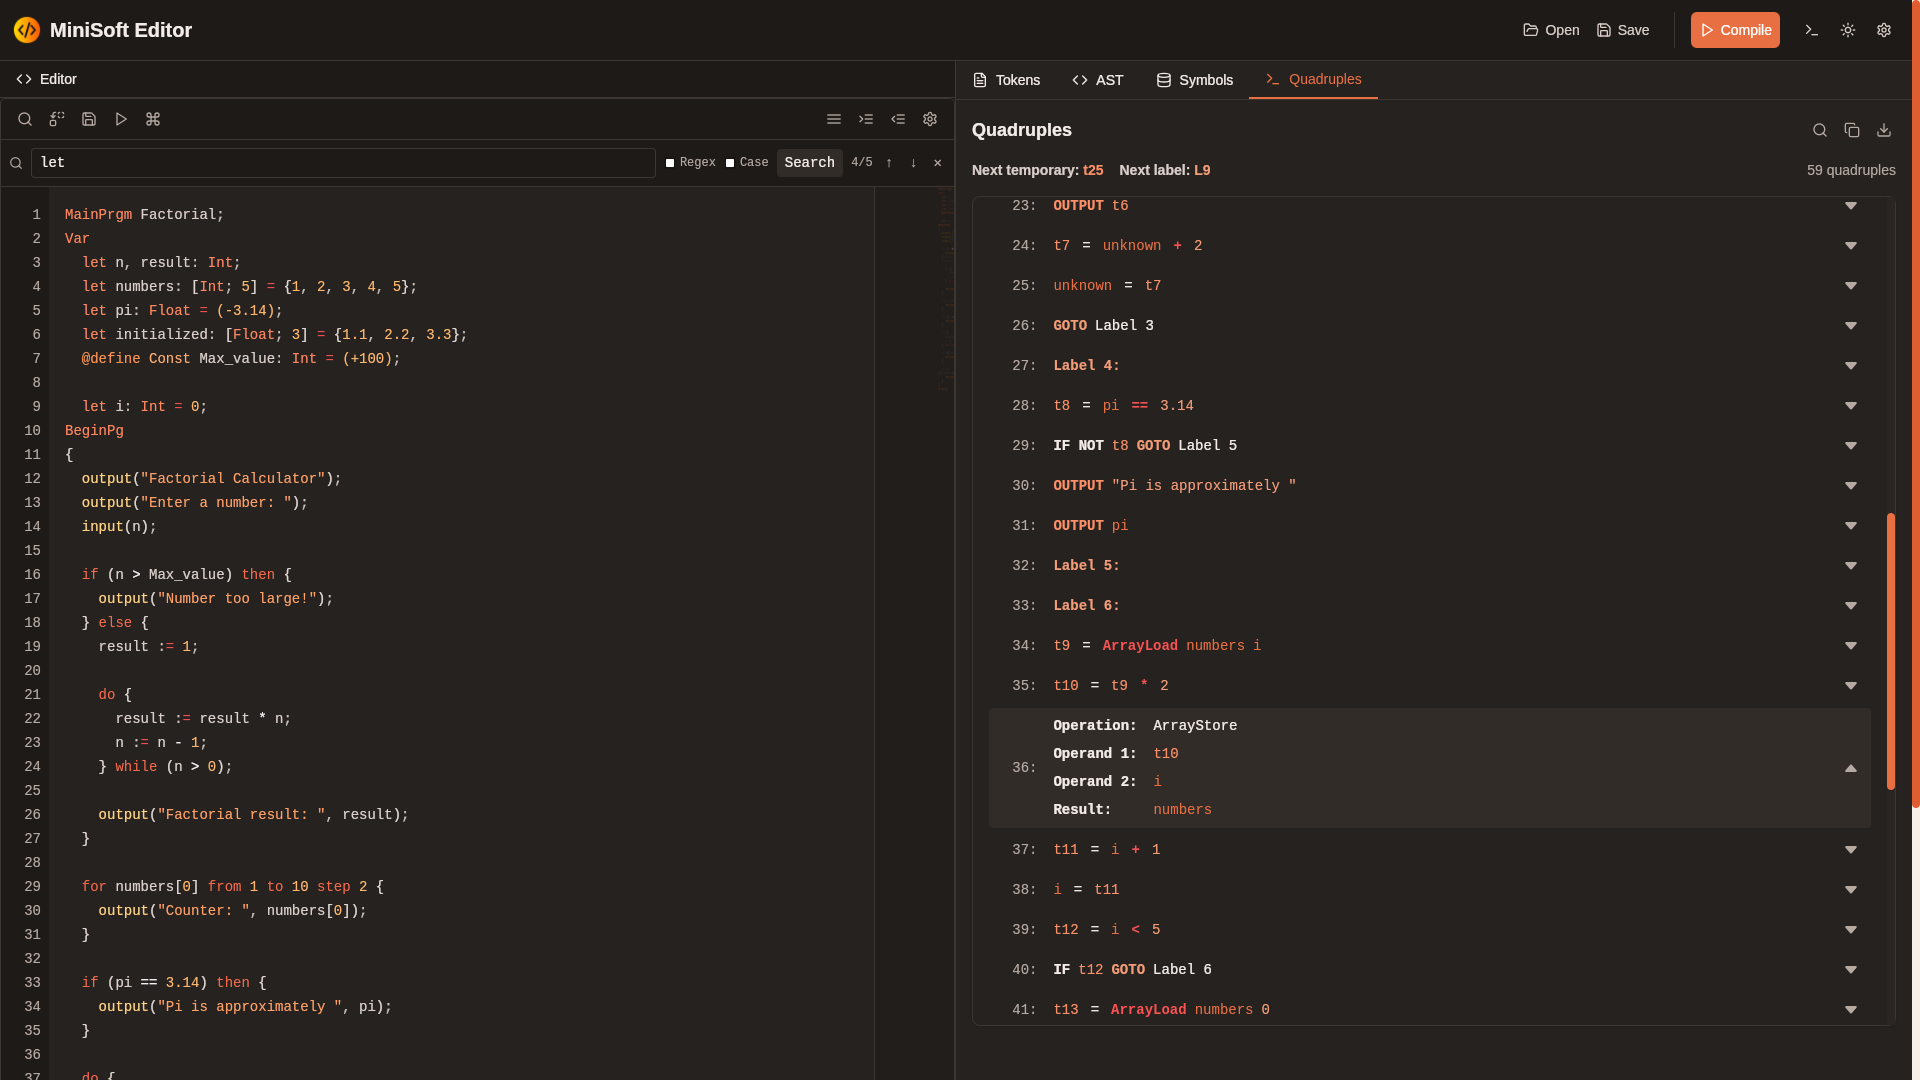 MiniSoft Editor
Open Save Compile
Editor
Tokens AST Symbols Quadruples
let Regex Case Search 4/5 ↑ ↓ ×
1 MainPrgm Factorial;
2 Var
3 let n, result: Int;
4 let numbers: [Int; 5] = {1, 2, 3, 4, 5};
5 let pi: Float = (-3.14);
6 let initialized: [Float; 3] = {1.1, 2.2, 3.3};
7 @define Const Max_value: Int = (+100);
8
9 let i: Int = 0;
10 BeginPg
11 {
12 output("Factorial Calculator");
13 output("Enter a number: ");
14 input(n);
15
16 if (n > Max_value) then {
17 output("Number too large!");
18 } else {
19 result := 1;
20
21 do {
22 result := result * n;
23 n := n - 1;
24 } while (n > 0);
25
26 output("Factorial result: ", result);
27 }
28
29 for numbers[0] from 1 to 10 step 2 {
30 output("Counter: ", numbers[0]);
31 }
32
33 if (pi == 3.14) then {
34 output("Pi is approximately ", pi);
35 }
36
37 do {
Quadruples
Next temporary: t25 Next label: L9 59 quadruples
23: OUTPUT t6
24: t7 = unknown + 2
25: unknown = t7
26: GOTO Label 3
27: Label 4:
28: t8 = pi == 3.14
29: IF NOT t8 GOTO Label 5
30: OUTPUT "Pi is approximately "
31: OUTPUT pi
32: Label 5:
33: Label 6:
34: t9 = ArrayLoad numbers i
35: t10 = t9 * 2
36:
Operation: ArrayStore
Operand 1: t10
Operand 2: i
Result: numbers
37: t11 = i + 1
38: i = t11
39: t12 = i < 5
40: IF t12 GOTO Label 6
41: t13 = ArrayLoad numbers 0